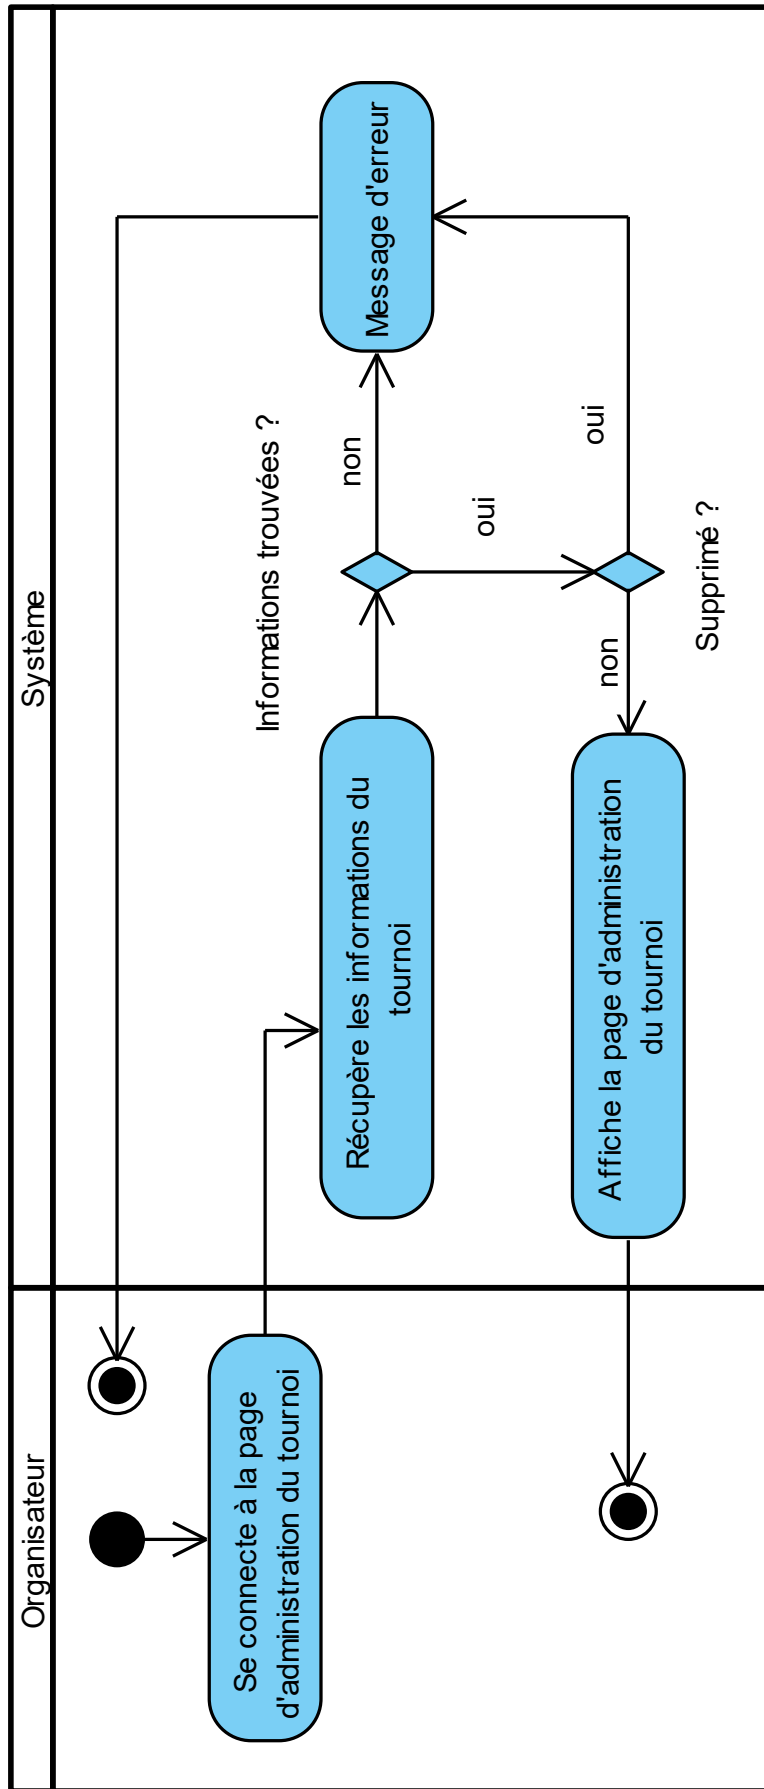 Organisateur
Système
Se connecte à la page
d'administration du tournoi
Récupère les informations du
tournoi
Informations trouvées ?
non
Message d'erreur
oui
Supprimé ?
oui
non
Affiche la page d'administration
du tournoi